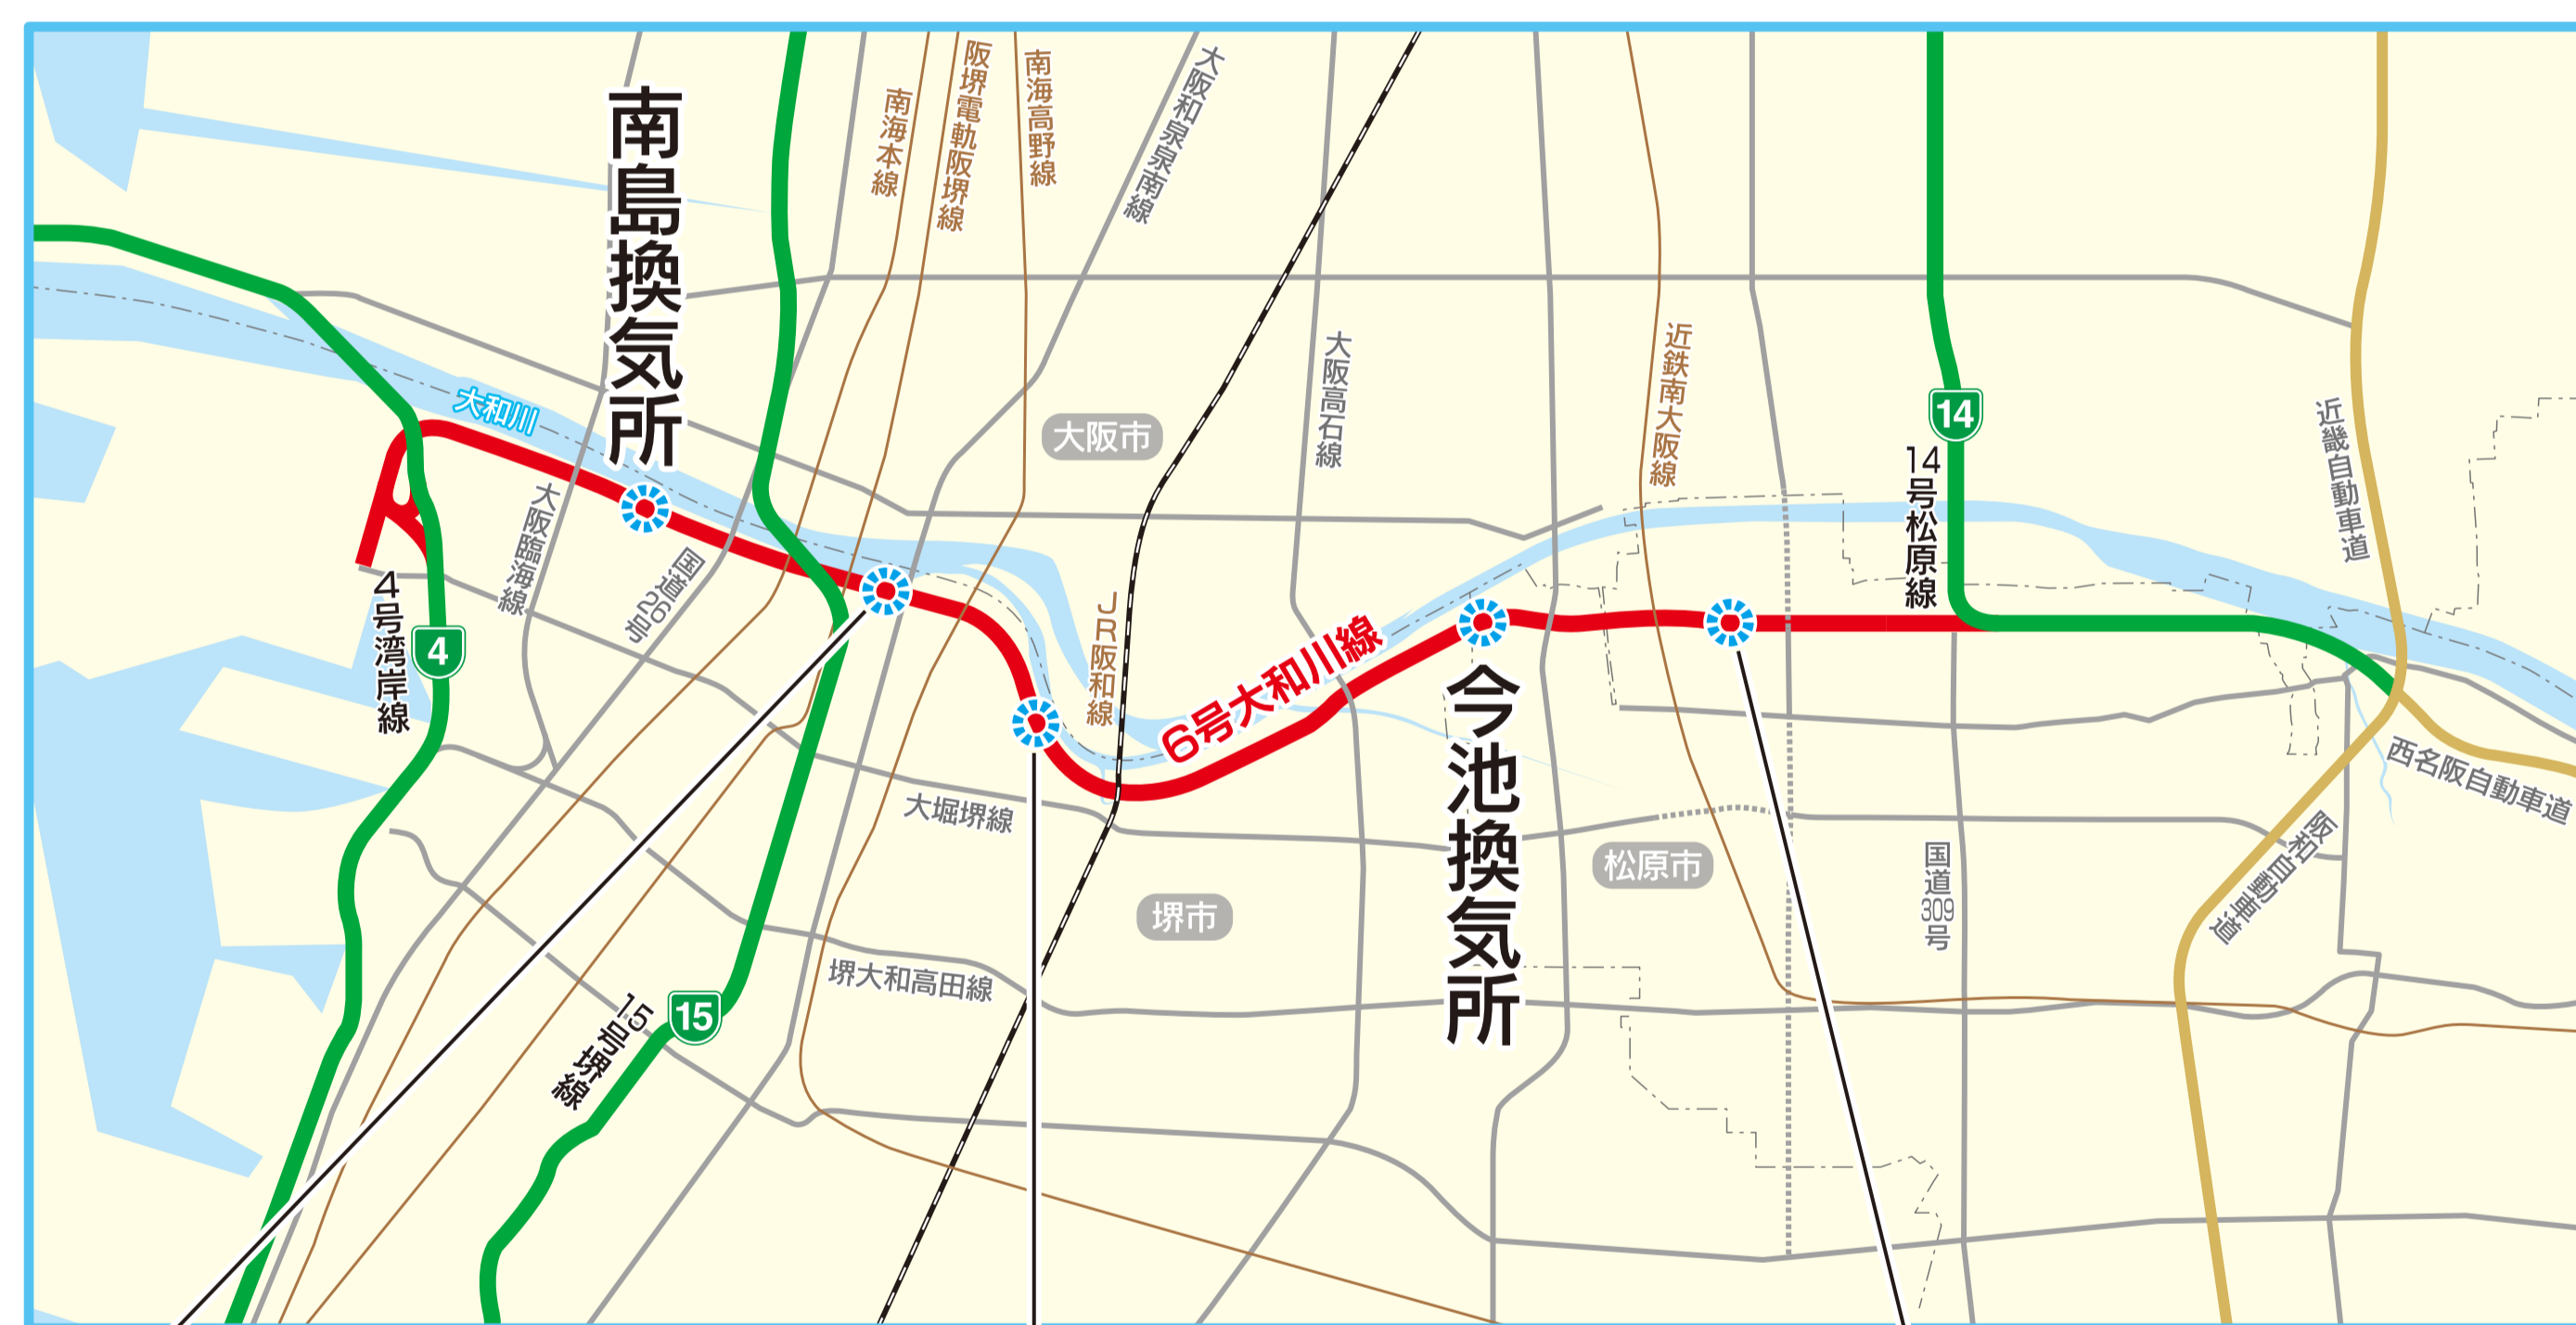 南島換気所
南海本線
阪堺電軌阪堺線
南海高野線
大阪和泉泉南線
大和川
大阪市
大阪高石線
近鉄南大阪線
14
14号松原線
近畿自動車道
大阪臨海線
国道26号
4号湾岸線
4
JR阪和線
6号大和川線
今池換気所
西名阪自動車道
大堀堺線
松原市
国道309号
阪和自動車道
堺市
堺大和高田線
15
15号堺線